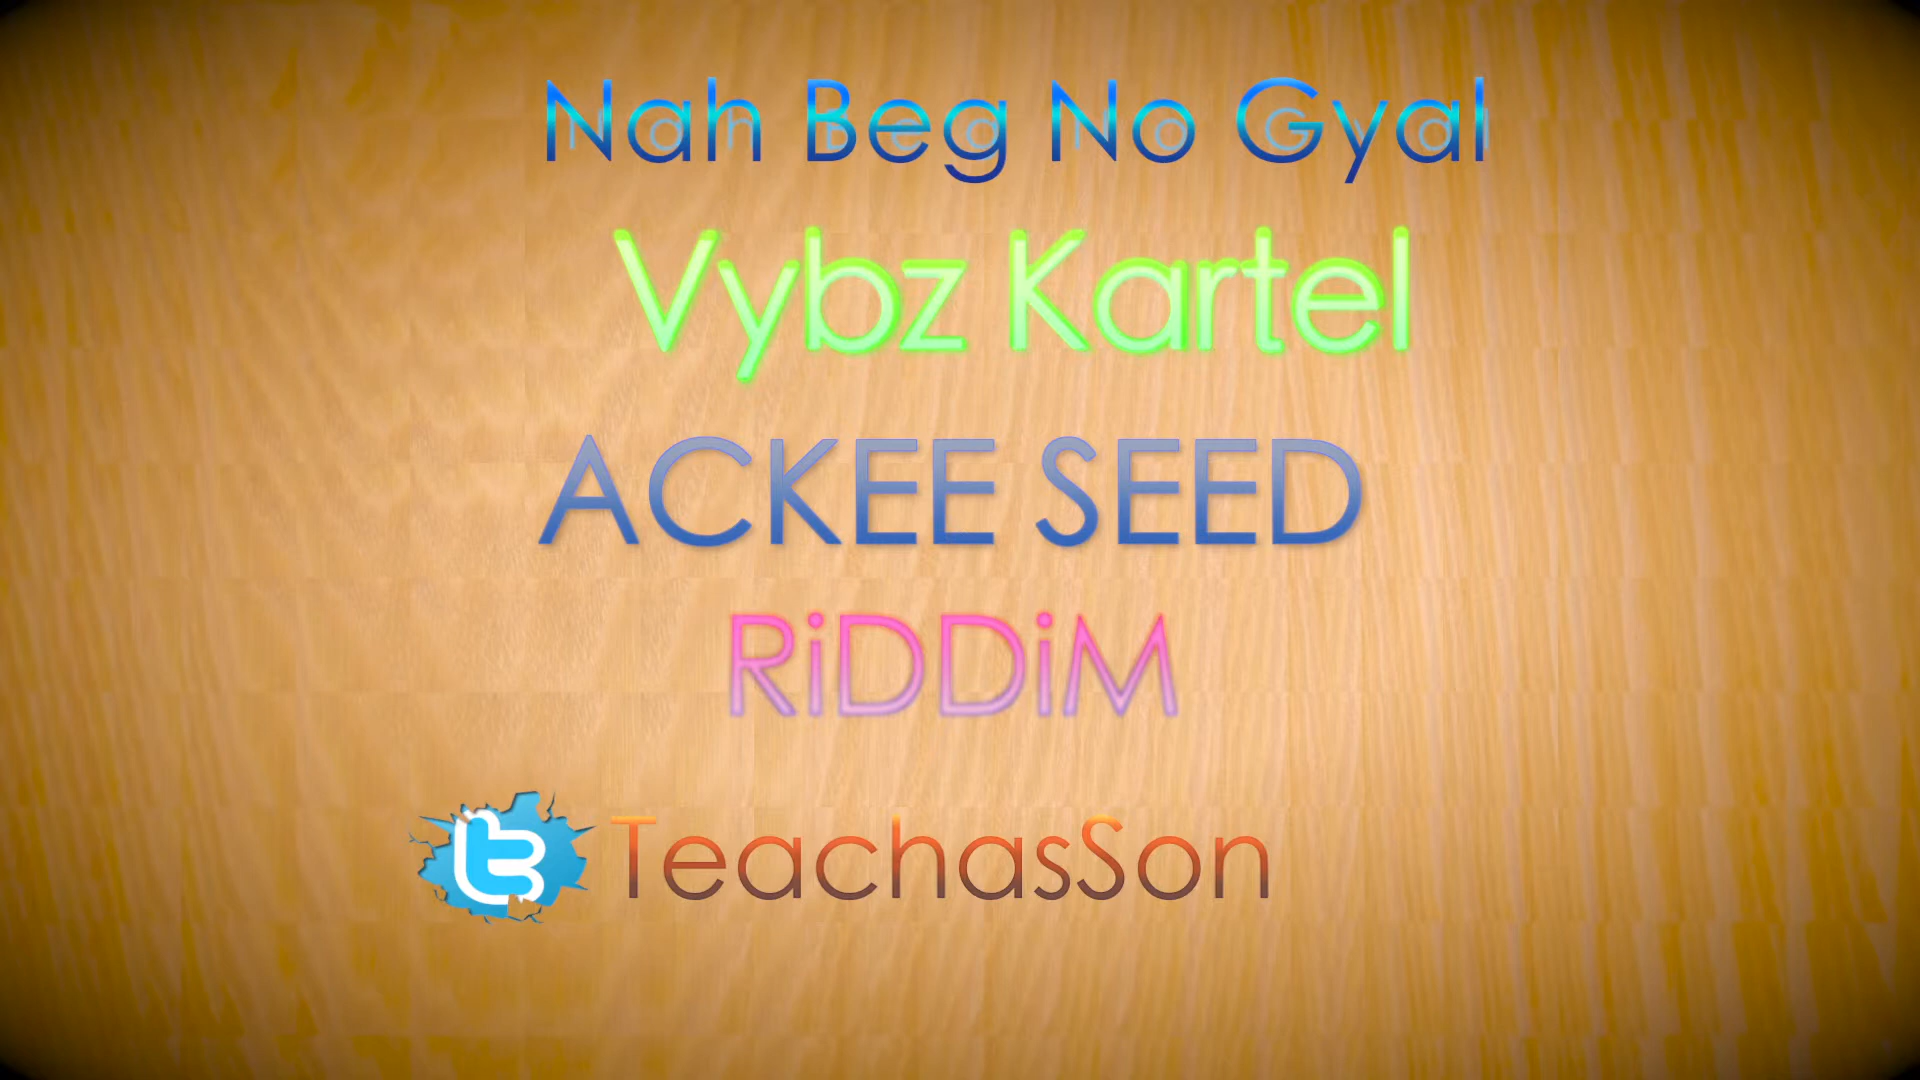 Nah Beg No Gyal
Vybz Kartel
ACKEE SEED
RiDDiM
t TeachasSon